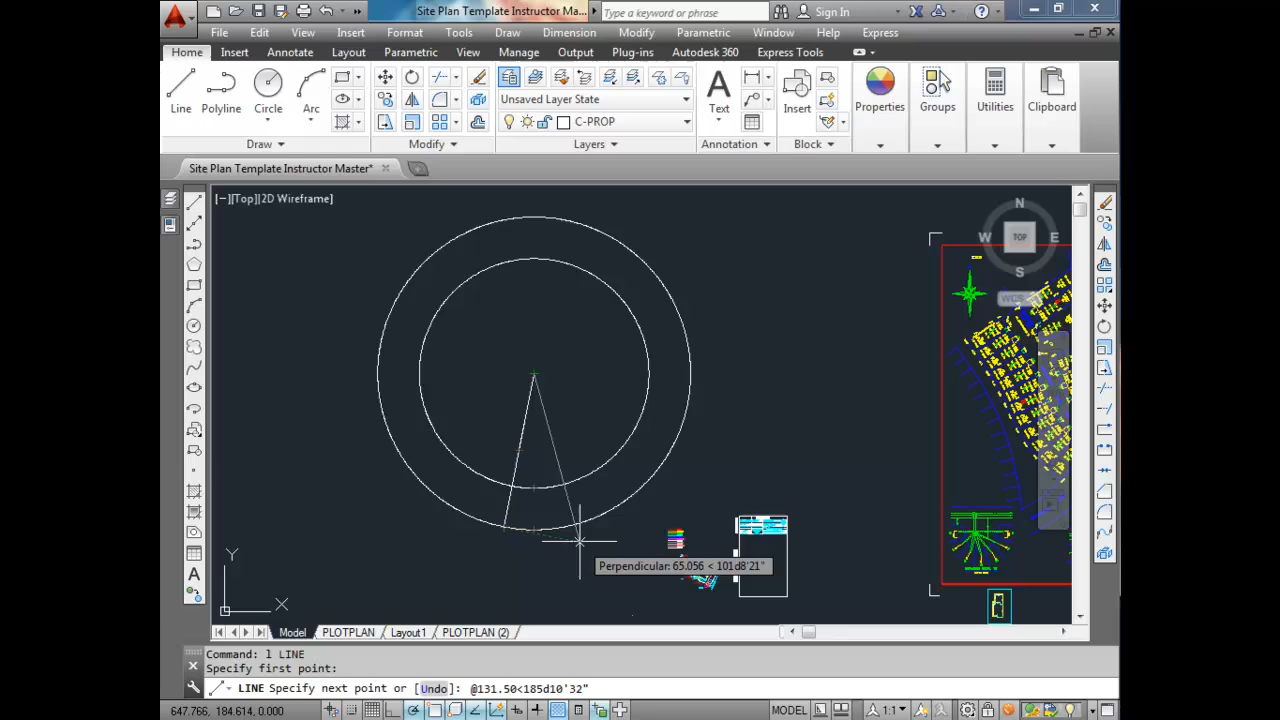 Site Plan Template Instructor Ma...
Type a keyword or phrase
Sign In
File Edit View Insert Format Tools Draw Dimension Modify Parametric Window Help Express
Home Insert Annotate Layout Parametric View Manage Output Plug-ins Autodesk 360 Express Tools
Unsaved Layer State
Line Polyline Circle Arc Text Insert Properties Groups Utilities Clipboard
C-PROP
Draw Modify Layers Annotation Block
Site Plan Template Instructor Master*
[−][Top][2D Wireframe]
N
W TOP E
S
WCS
Perpendicular: 65.056 < 101d8'21"
Y
X
A
Model PLOTPLAN Layout1 PLOTPLAN (2)
Command: l LINE
Specify first point:
LINE Specify next point or [Undo]: @131.50<185d10'32"
647.766, 184.614, 0.000
MODEL
1:1